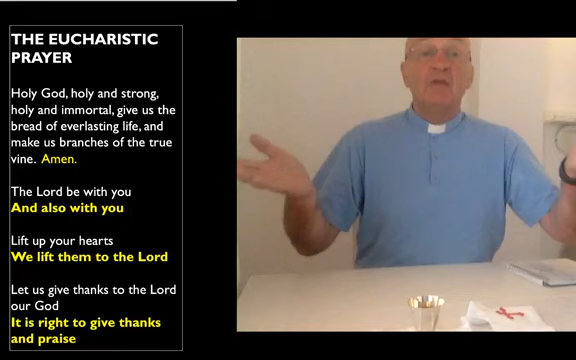 THE EUCHARISTIC
PRAYER
Holy God, holy and strong,
holy and immortal, give us the
bread of everlasting life, and
make us branches of the true
vine. Amen.
The Lord be with you
And also with you
Lift up your hearts
We lift them to the Lord
Let us give thanks to the Lord
our God
It is right to give thanks
and praise